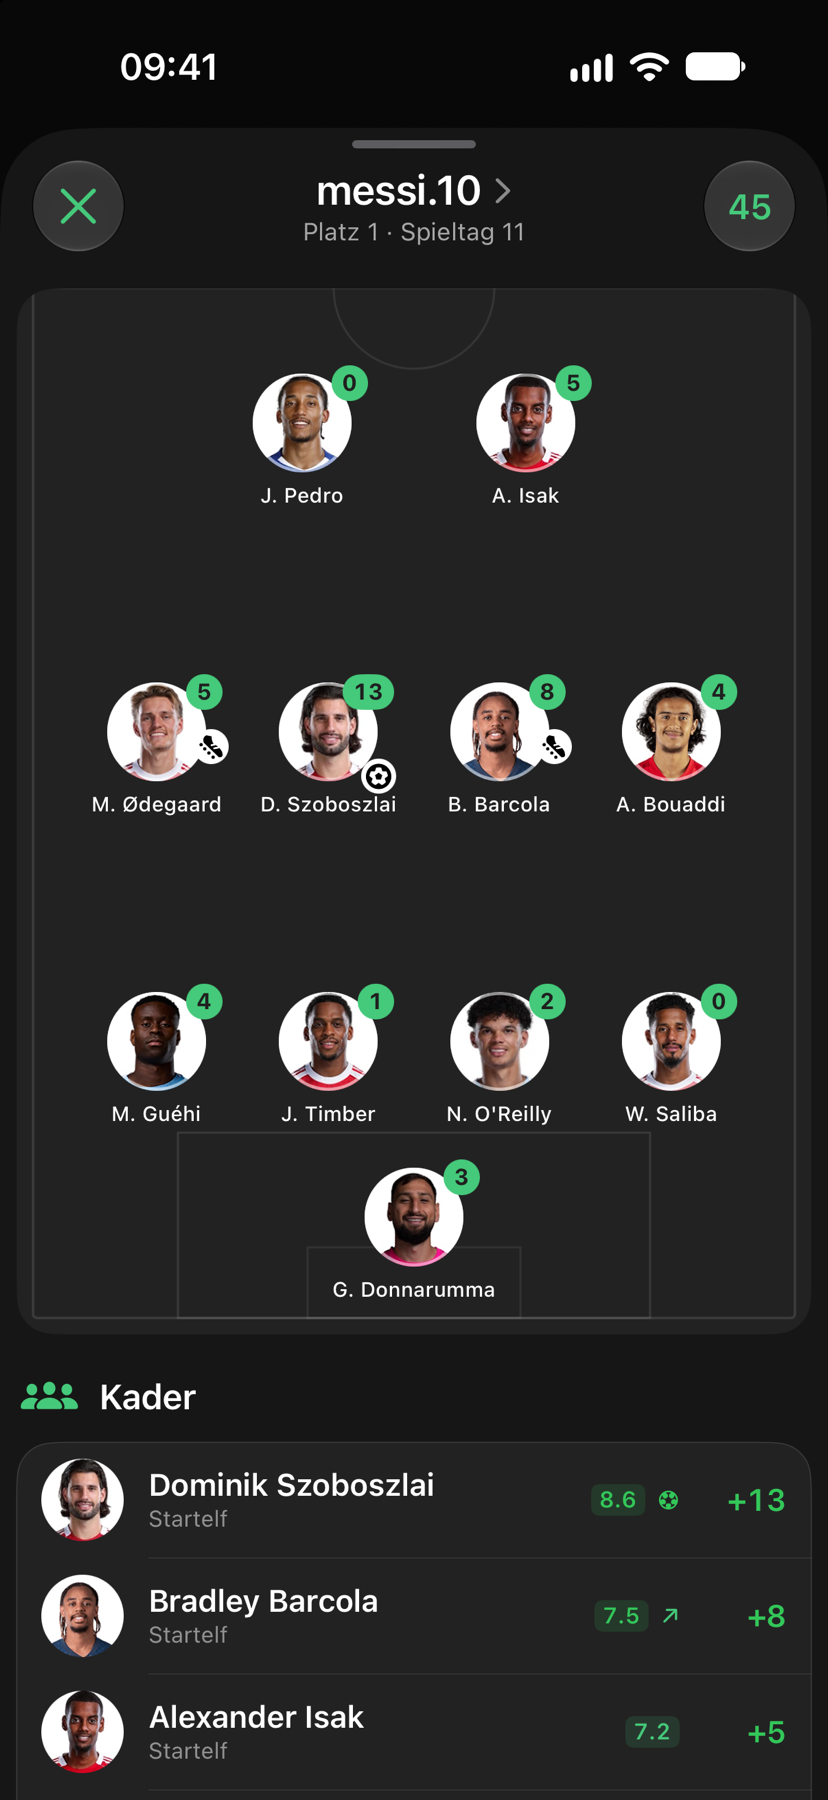 09:41
messi.10
Platz 1 · Spieltag 11
45
0
5
J. Pedro
A. Isak
5
13
8
4
M. Ødegaard
D. Szoboszlai
B. Barcola
A. Bouaddi
4
1
2
0
M. Guéhi
J. Timber
N. O'Reilly
W. Saliba
3
G. Donnarumma
Kader
Dominik Szoboszlai
Startelf
8.6
+13
Bradley Barcola
Startelf
7.5
+8
Alexander Isak
Startelf
7.2
+5